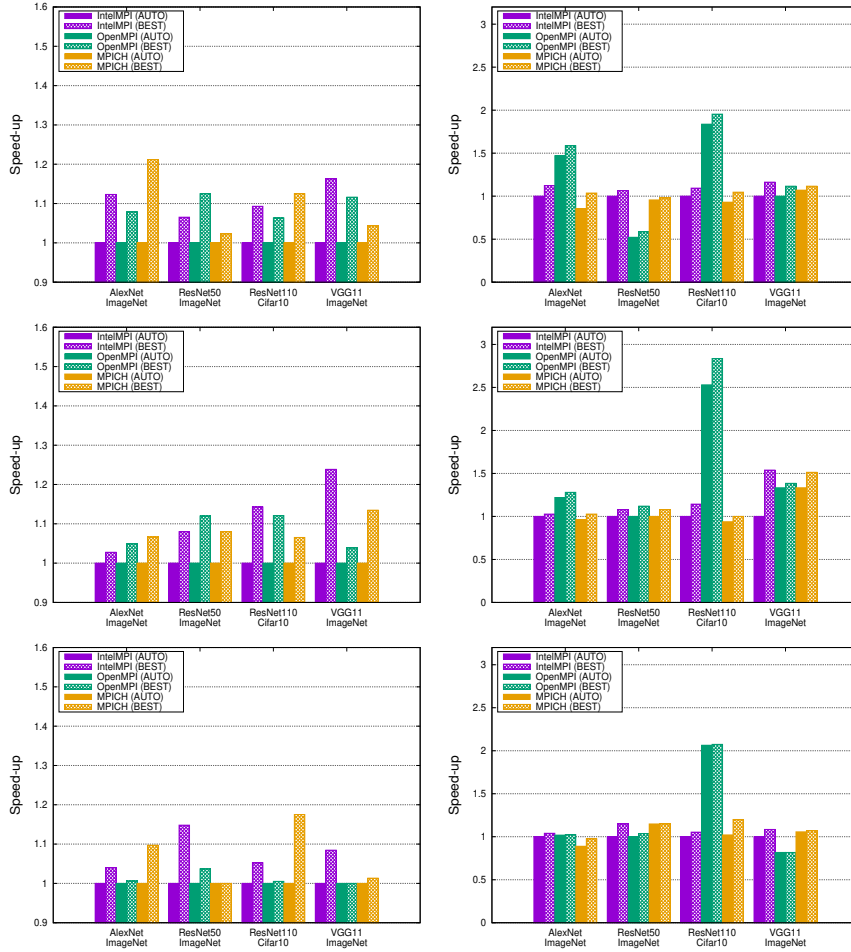 1.6
1.5
1.4
1.3
1.2
1.1
1
0.9
Speed-up
IntelMPI (AUTO)
IntelMPI (BEST)
OpenMPI (AUTO)
OpenMPI (BEST)
MPICH (AUTO)
MPICH (BEST)
AlexNet ResNet50 ResNet110 VGG11
ImageNet ImageNet Cifar10 ImageNet
3
2.5
2
1.5
1
0.5
0
Speed-up
IntelMPI (AUTO)
IntelMPI (BEST)
OpenMPI (AUTO)
OpenMPI (BEST)
MPICH (AUTO)
MPICH (BEST)
AlexNet ResNet50 ResNet110 VGG11
ImageNet ImageNet Cifar10 ImageNet
1.6
1.5
1.4
1.3
1.2
1.1
1
0.9
Speed-up
IntelMPI (AUTO)
IntelMPI (BEST)
OpenMPI (AUTO)
OpenMPI (BEST)
MPICH (AUTO)
MPICH (BEST)
AlexNet ResNet50 ResNet110 VGG11
ImageNet ImageNet Cifar10 ImageNet
3
2.5
2
1.5
1
0.5
0
Speed-up
IntelMPI (AUTO)
IntelMPI (BEST)
OpenMPI (AUTO)
OpenMPI (BEST)
MPICH (AUTO)
MPICH (BEST)
AlexNet ResNet50 ResNet110 VGG11
ImageNet ImageNet Cifar10 ImageNet
1.6
1.5
1.4
1.3
1.2
1.1
1
0.9
Speed-up
IntelMPI (AUTO)
IntelMPI (BEST)
OpenMPI (AUTO)
OpenMPI (BEST)
MPICH (AUTO)
MPICH (BEST)
AlexNet ResNet50 ResNet110 VGG11
ImageNet ImageNet Cifar10 ImageNet
3
2.5
2
1.5
1
0.5
0
Speed-up
IntelMPI (AUTO)
IntelMPI (BEST)
OpenMPI (AUTO)
OpenMPI (BEST)
MPICH (AUTO)
MPICH (BEST)
AlexNet ResNet50 ResNet110 VGG11
ImageNet ImageNet Cifar10 ImageNet